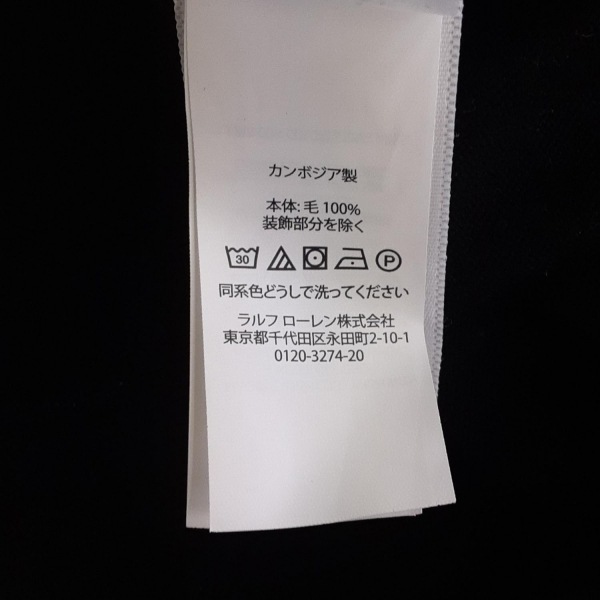 カンボジア製
本体: 毛 100%
装飾部分を除く
30 P
同系色どうしで洗ってください
ラルフ ローレン株式会社
東京都千代田区永田町2-10-1
0120-3274-20